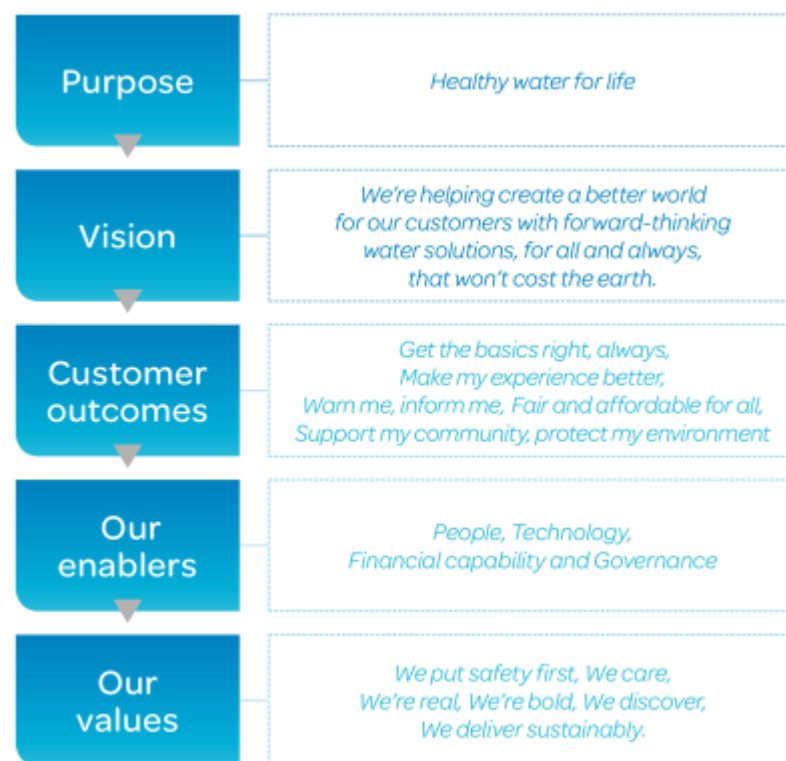 Purpose
Healthy water for life
Vision
We're helping create a better world
for our customers with forward-thinking
water solutions, for all and always,
that won't cost the earth.
Customer
outcomes
Get the basics right, always,
Make my experience better,
Warn me, inform me, Fair and affordable for all,
Support my community, protect my environment
Our
enablers
People, Technology,
Financial capability and Governance
Our
values
We put safety first, We care,
We're real, We're bold, We discover,
We deliver sustainably.